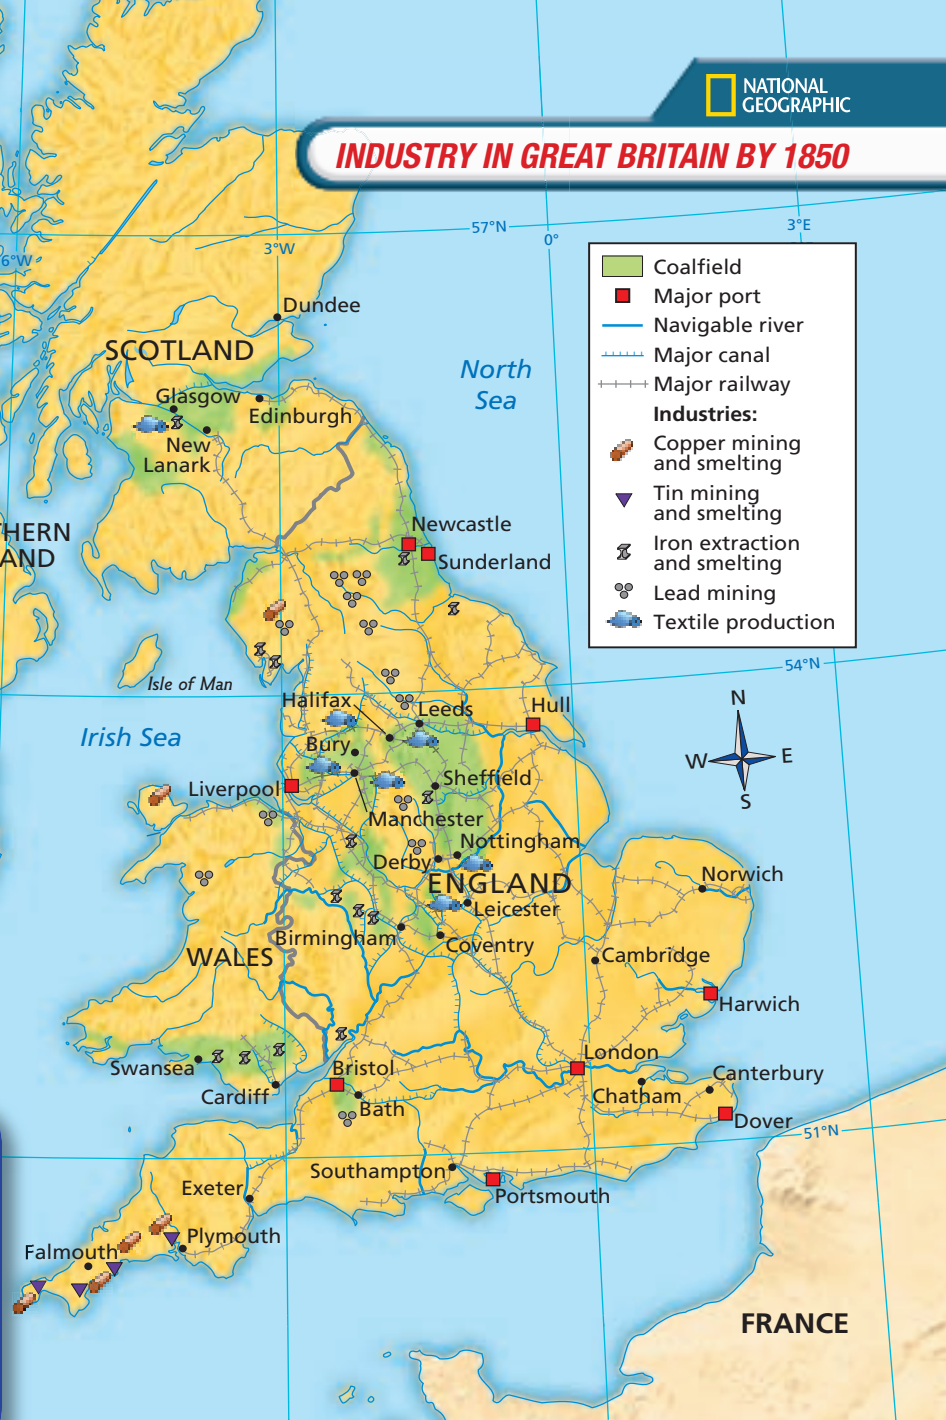 NATIONAL
GEOGRAPHIC
INDUSTRY IN GREAT BRITAIN BY 1850
57°N
0°
3°E
6°W
3°W
Coalfield
Major port
Navigable river
Major canal
Major railway
Industries:
Copper mining
and smelting
Tin mining
and smelting
Iron extraction
and smelting
Lead mining
Textile production
Dundee
SCOTLAND
North
Sea
Glasgow
Edinburgh
New
Lanark
THERN
AND
Newcastle
Sunderland
54°N
Isle of Man
Irish Sea
Halifax
Leeds
Hull
N
W
E
S
Bury
Liverpool
Sheffield
Manchester
Nottingham
Derby
ENGLAND
Norwich
Leicester
Birmingham
Coventry
WALES
Cambridge
Harwich
Swansea
Cardiff
Bristol
Bath
London
Chatham
Canterbury
Dover
51°N
Southampton
Portsmouth
Exeter
Plymouth
Falmouth
FRANCE